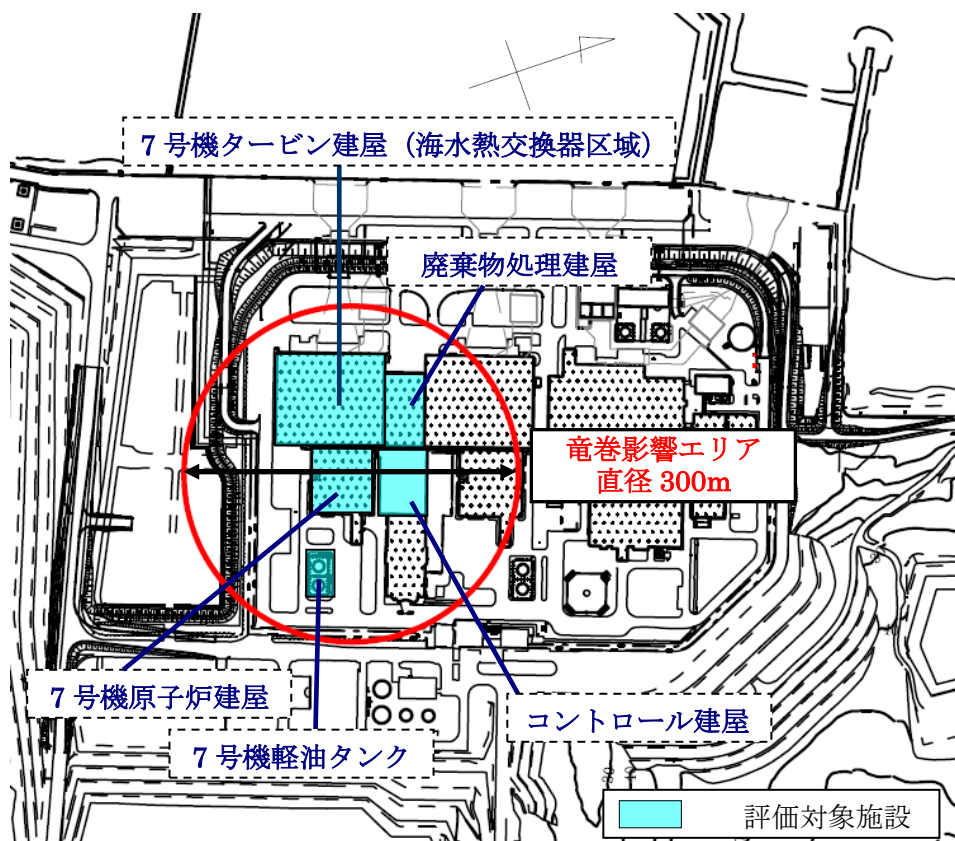 7号機タービン建屋（海水熱交換器区域）
廃棄物処理建屋
竜巻影響エリア
直径 300m
7号機原子炉建屋
コントロール建屋
7号機軽油タンク
評価対象施設